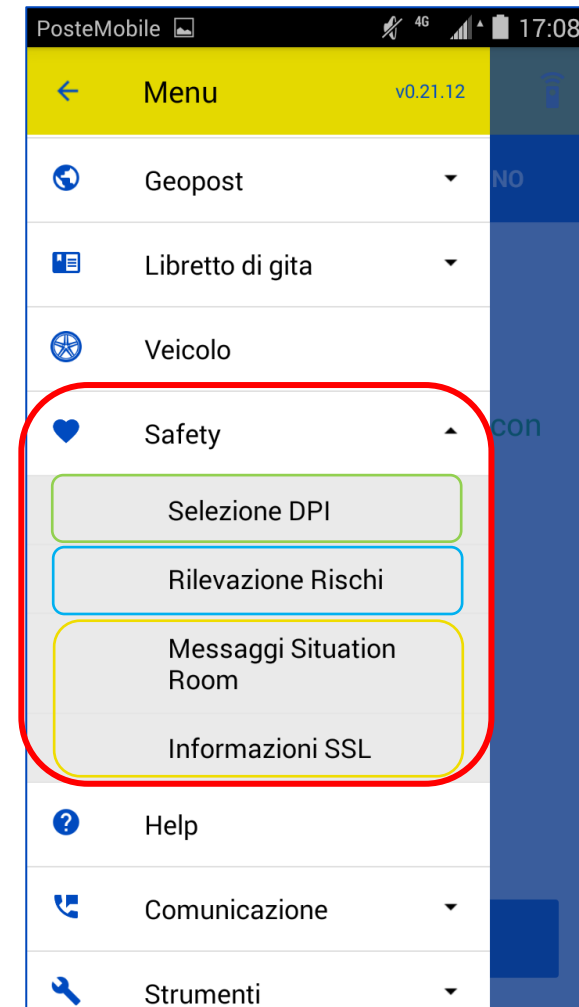 PosteMobile 4G 17:08
Menu v0.21.12
Geopost NO
Libretto di gita
Veicolo
con
Safety
Selezione DPI
Rilevazione Rischi
Messaggi Situation
Room
Informazioni SSL
Help
Comunicazione
Strumenti